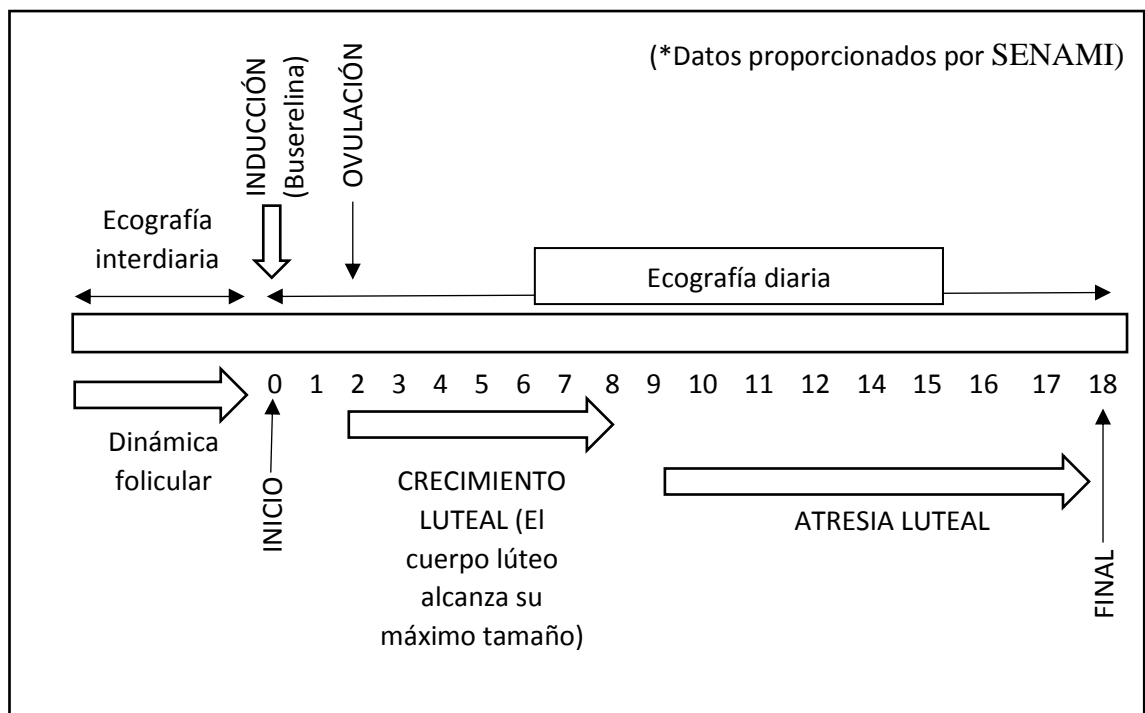 (*Datos proporcionados por SENAMI)
INDUCCIÓN
(Buserelina)
OVULACIÓN
Ecografía
interdiaria
Ecografía diaria
0 1 2 3 4 5 6 7 8 9 10 11 12 14 15 16 17 18
Dinámica
folicular
INICIO
CRECIMIENTO
LUTEAL (El
cuerpo lúteo
alcanza su
máximo tamaño)
ATRESIA LUTEAL
FINAL